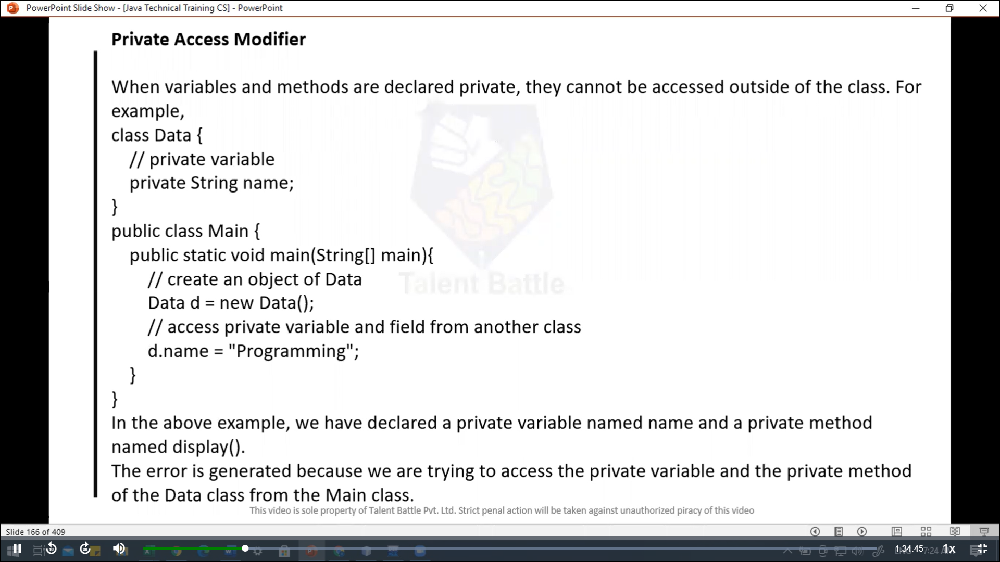 PowerPoint Slide Show - [Java Technical Training CS] - PowerPoint
Private Access Modifier
When variables and methods are declared private, they cannot be accessed outside of the class. For
example,
class Data {
// private variable
private String name;
}
public class Main {
public static void main(String[] main){
// create an object of Data
Data d = new Data();
// access private variable and field from another class
d.name = "Programming";
}
}
In the above example, we have declared a private variable named name and a private method
named display().
The error is generated because we are trying to access the private variable and the private method
of the Data class from the Main class.
Talent Battle
This video is sole property of Talent Battle Pvt. Ltd. Strict penal action will be taken against unauthorized piracy of this video
Slide 166 of 409
10 30 -1:34:45 1x